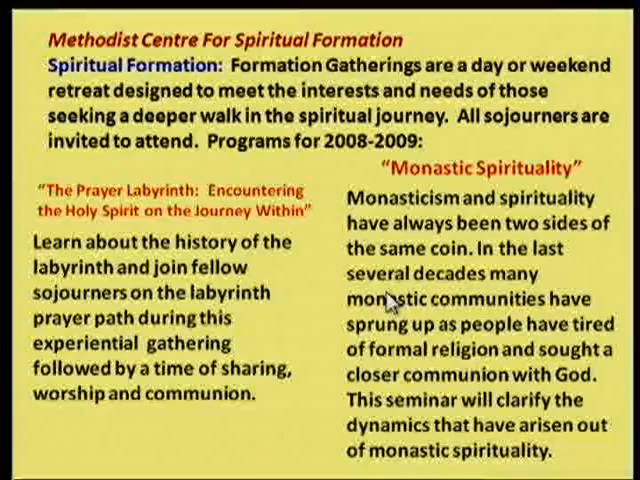 Methodist Centre For Spiritual Formation
Spiritual Formation: Formation Gatherings are a day or weekend
retreat designed to meet the interests and needs of those
seeking a deeper walk in the spiritual journey. All sojourners are
invited to attend. Programs for 2008-2009:
"The Prayer Labyrinth: Encountering
the Holy Spirit on the Journey Within"
Learn about the history of the
labyrinth and join fellow
sojourners on the labyrinth
prayer path during this
experiential gathering
followed by a time of sharing,
worship and communion.
"Monastic Spirituality"
Monasticism and spirituality
have always been two sides of
the same coin. In the last
several decades many
monastic communities have
sprung up as people have tired
of formal religion and sought a
closer communion with God.
This seminar will clarify the
dynamics that have arisen out
of monastic spirituality.